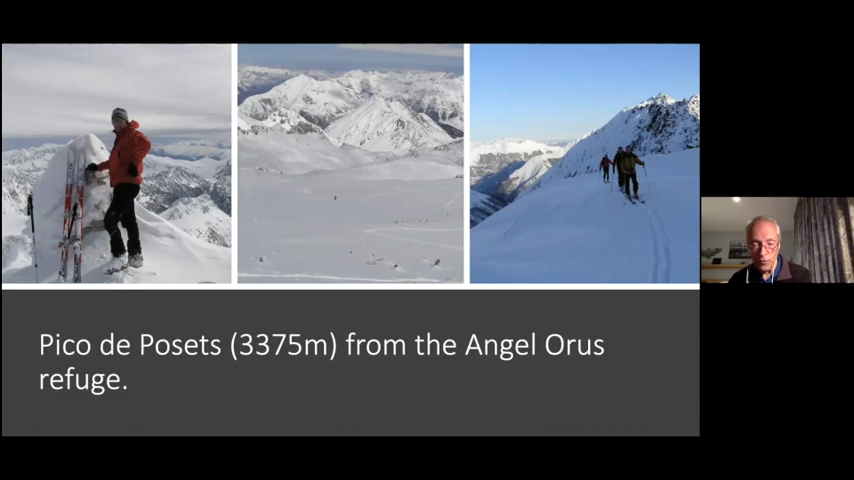 Pico de Posets (3375m) from the Angel Orus
refuge.